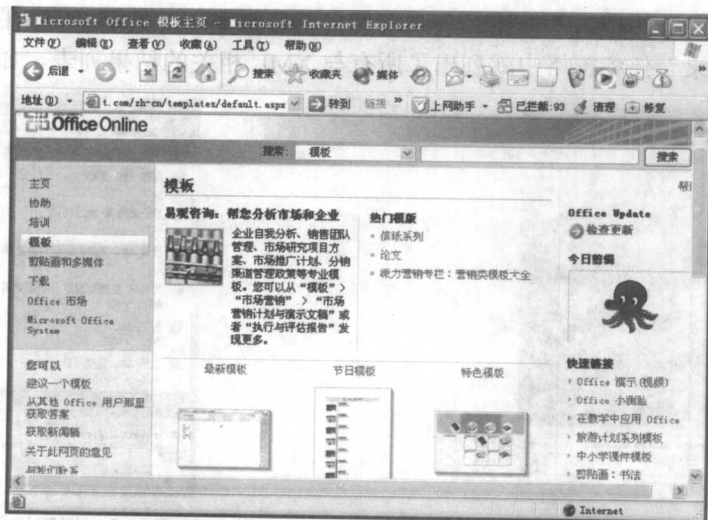 Microsoft Office 模板主页 - Microsoft Internet Explorer
文件(F) 编辑(E) 查看(V) 收藏(A) 工具(T) 帮助(H)
后退 搜索 收藏夹 媒体
地址(D) t.com/zh-cn/templates/default.aspx 转到 链接 » 上网助手 已拦截:93 清理 修复
Office Online
搜索: 模板 搜索
主页
协助
培训
模板
剪贴画和多媒体
下载
Office 市场
Microsoft Office
System
您可以
建议一个模板
从其他 Office 用户那里
获取答案
获取新闻稿
关于此网页的意见
与我们联系
模板
易观咨询: 帮您分析市场和企业
企业自我分析、销售团队
管理、市场研究项目方
案、市场推广计划、分销
渠道管理政策等专业模
板。您可以从“模板”>
“市场营销” > “市场
营销计划与演示文稿”或
者“执行与评估报告”发
现更多。
热门模版
信纸系列
论文
派力营销专栏: 营销类模板大全
最新模板
节日模板
特色模板
帮
Office Update
检查更新
今日剪辑
快速链接
Office 演示(视频)
Office 小测验
在教学中应用 Office
旅游计划系列模板
中小学课件模板
剪贴画: 书法
Internet